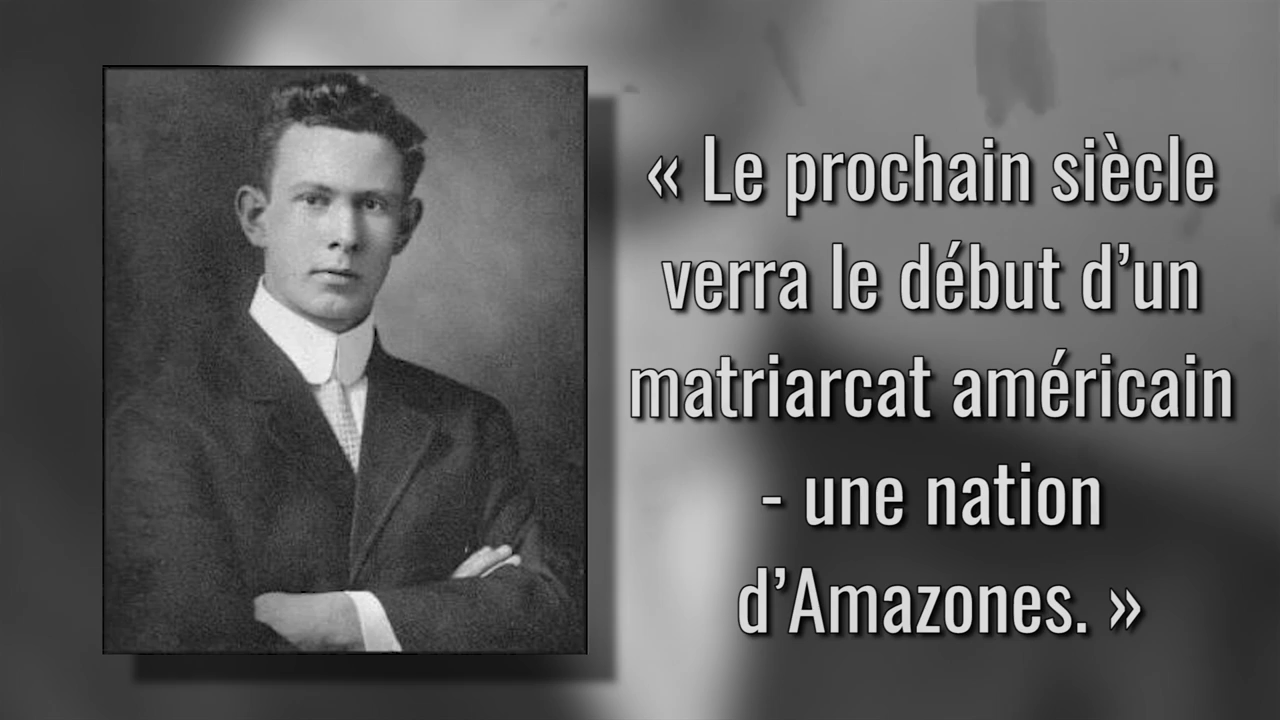 « Le prochain siècle
verra le début d’un
matriarcat américain
- une nation
d’Amazones. »